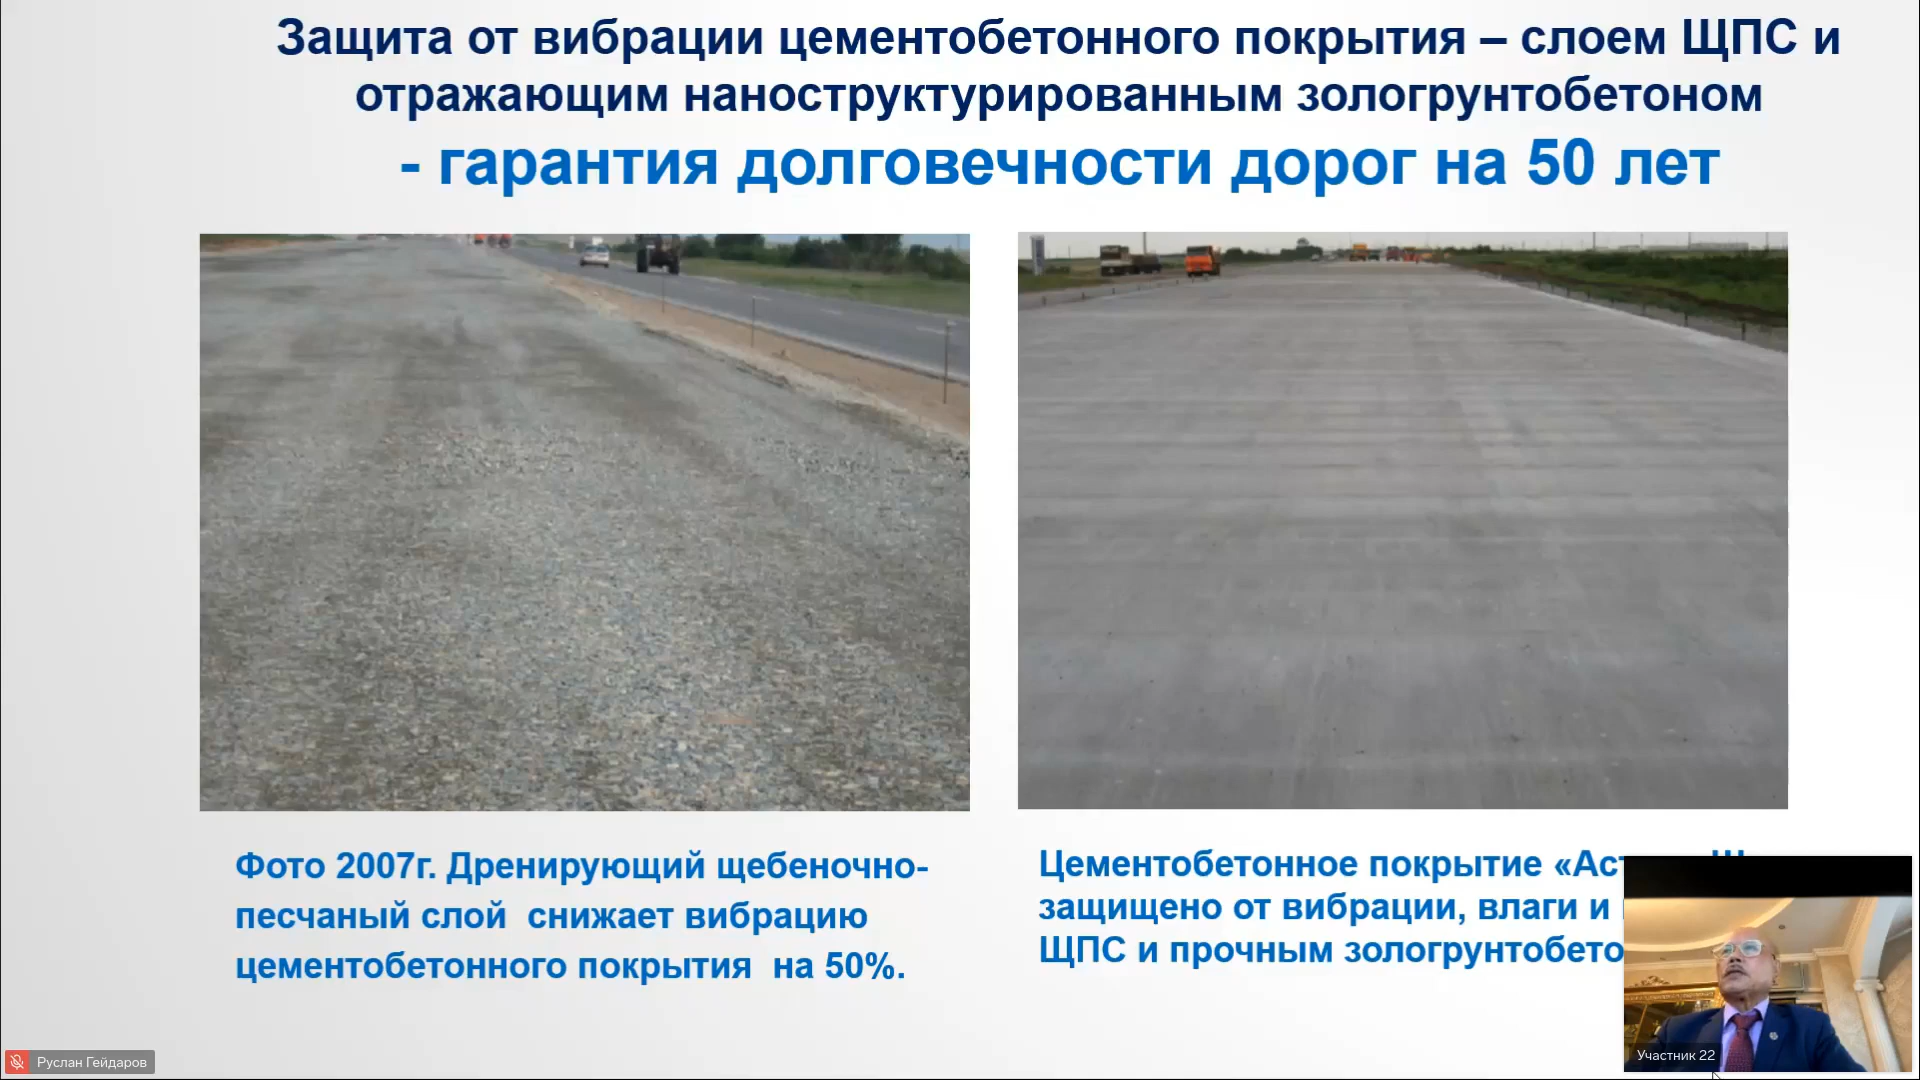 Защита от вибрации цементобетонного покрытия – слоем ЩПС и
отражающим наноструктурированным зологрунтобетоном
- гарантия долговечности дорог на 50 лет
Фото 2007г. Дренирующий щебеночно-
песчаный слой снижает вибрацию
цементобетонного покрытия на 50%.
Цементобетонное покрытие
защищено от вибрации, влаги и
ЩПС и прочным
Руслан Гейдаров
Участник 22